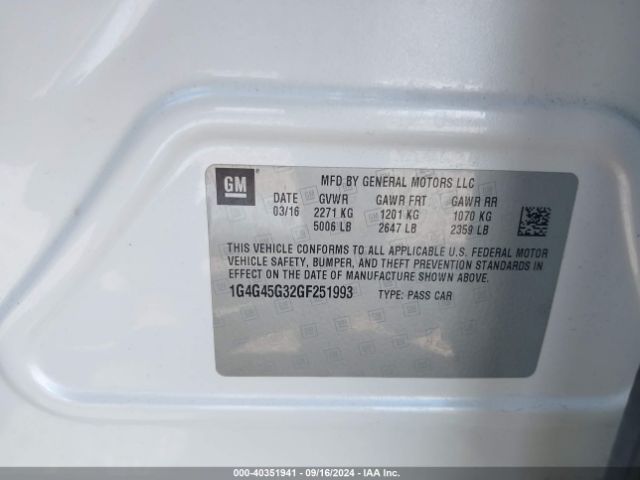 GM
MFD BY GENERAL MOTORS LLC
DATE GVWR GAWR FRT GAWR RR
03/16 2271 KG 1201 KG 1070 KG
5006 LB 2647 LB 2359 LB
THIS VEHICLE CONFORMS TO ALL APPLICABLE U.S. FEDERAL MOTOR
VEHICLE SAFETY, BUMPER, AND THEFT PREVENTION STANDARDS IN
EFFECT ON THE DATE OF MANUFACTURE SHOWN ABOVE.
1G4G45G32GF251993 TYPE: PASS CAR
000-40351941 - 09/16/2024 - IAA Inc.